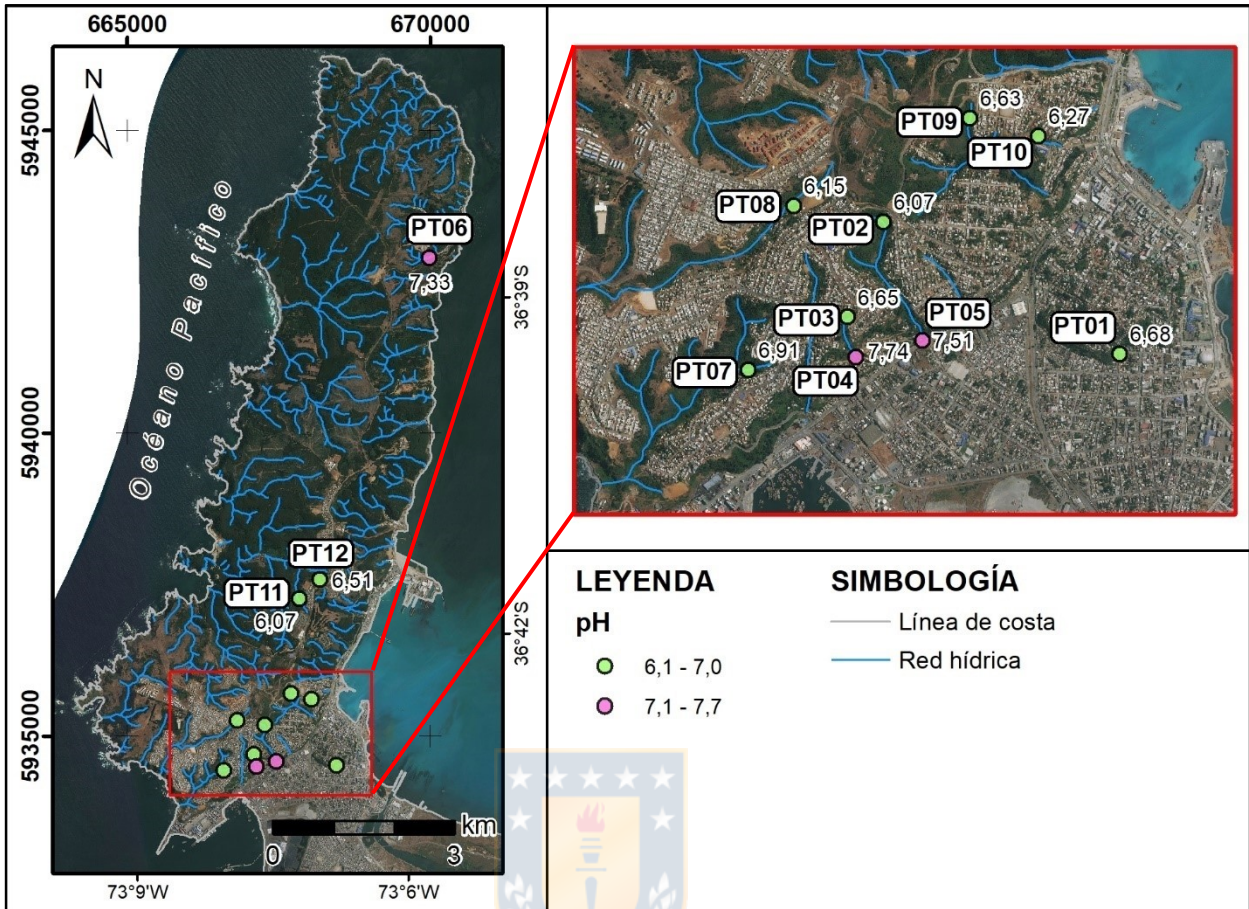 665000
670000
N
5945000
5940000
5935000
Océano Pacífico
PT06
7,33
36°39'S
PT12
6,51
PT11
6,07
36°42'S
km
0
3
73°9'W
73°6'W
PT09
6,63
PT10
6,27
PT08
6,15
PT02
6,07
PT03
6,65
PT05
7,51
PT01
6,68
PT07
6,91
PT04
7,74
LEYENDA
pH
6,1 - 7,0
7,1 - 7,7
SIMBOLOGÍA
Línea de costa
Red hídrica